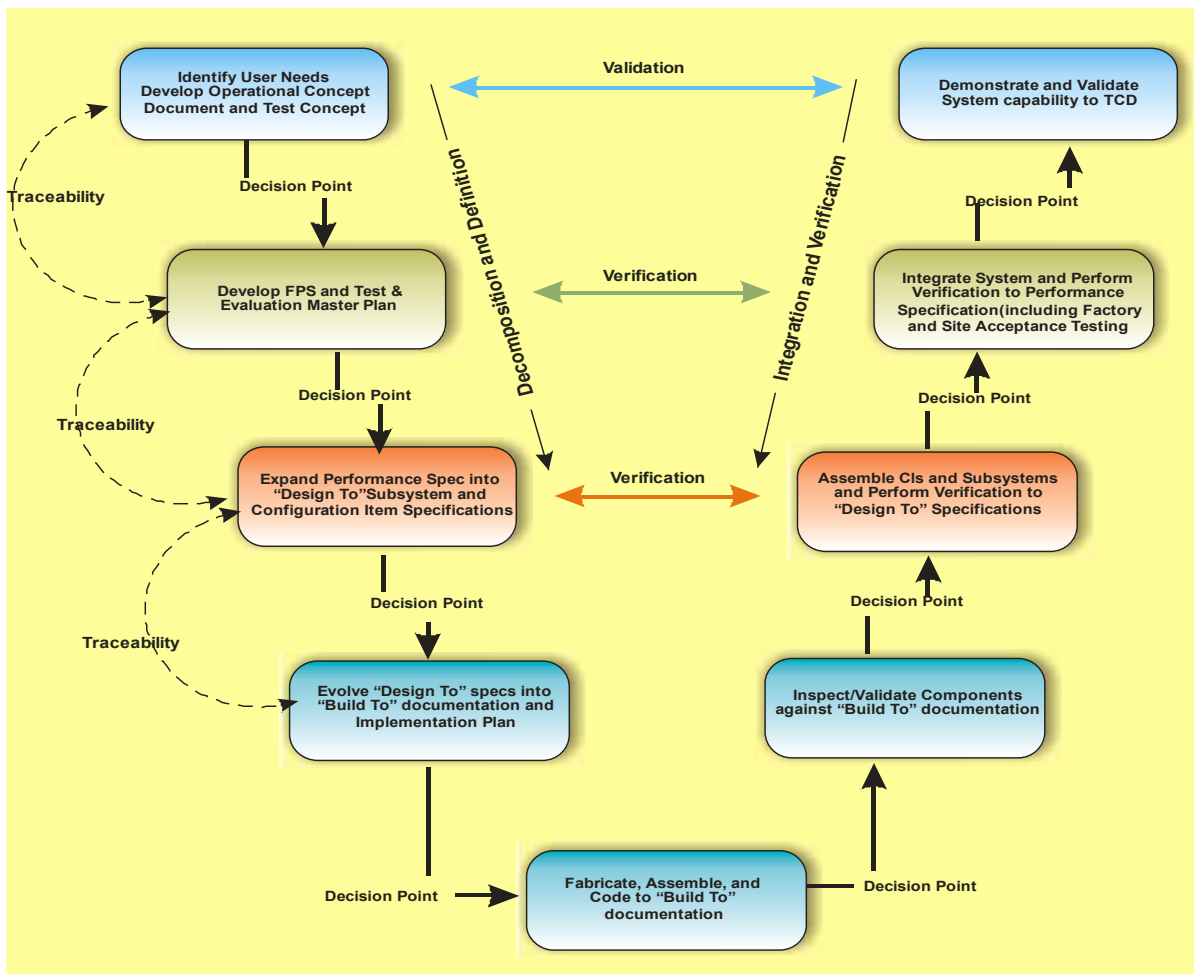 Identify User Needs
Develop Operational Concept
Document and Test Concept
Validation
Demonstrate and Validate
System capability to TCD
Decision Point
Traceability
Decomposition and Definition
Integration and Verification
Decision Point
Develop FPS and Test &
Evaluation Master Plan
Verification
Integrate System and Perform
Verification to Performance
Specification(including Factory
and Site Acceptance Testing
Decision Point
Decision Point
Traceability
Expand Performance Spec into
“Design To”Subsystem and
Configuration Item Specifications
Verification
Assemble CIs and Subsystems
and Perform Verification to
“Design To” Specifications
Decision Point
Decision Point
Traceability
Evolve “Design To” specs into
“Build To” documentation and
Implementation Plan
Inspect/Validate Components
against “Build To” documentation
Decision Point
Fabricate, Assemble, and
Code to “Build To”
documentation
Decision Point